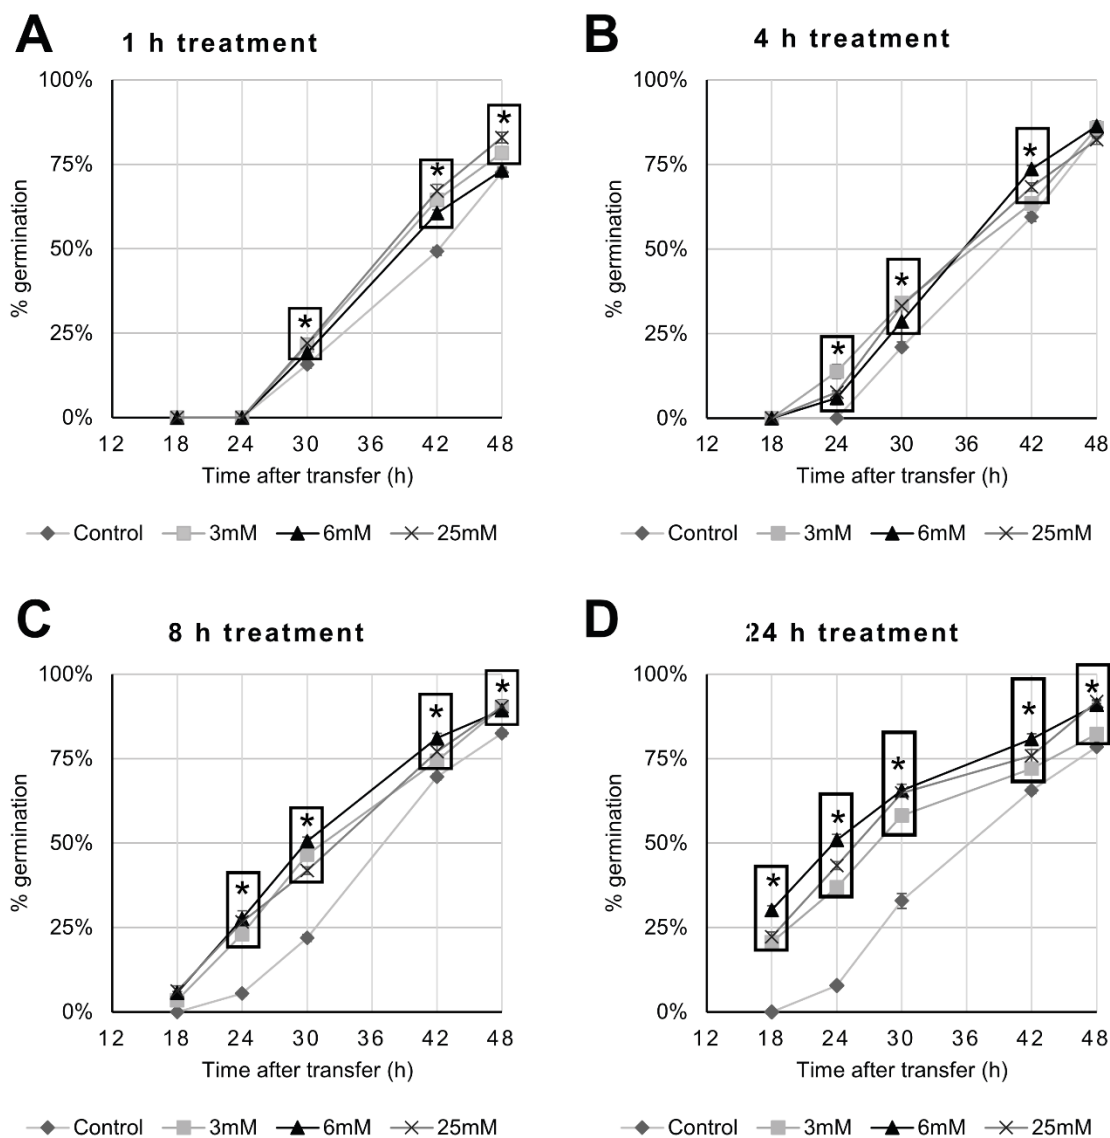 A
1 h treatment
100%
75%
50%
25%
0%
% germination
*
*
*
12 18 24 30 36 42 48
Time after transfer (h)
Control 3mM 6mM 25mM
B
4 h treatment
100%
75%
50%
25%
0%
% germination
*
*
*
12 18 24 30 36 42 48
Time after transfer (h)
Control 3mM 6mM 25mM
C
8 h treatment
100%
75%
50%
25%
0%
% germination
*
*
*
*
12 18 24 30 36 42 48
Time after transfer (h)
Control 3mM 6mM 25mM
D
24 h treatment
100%
75%
50%
25%
0%
% germination
*
*
*
*
*
12 18 24 30 36 42 48
Time after transfer (h)
Control 3mM 6mM 25mM